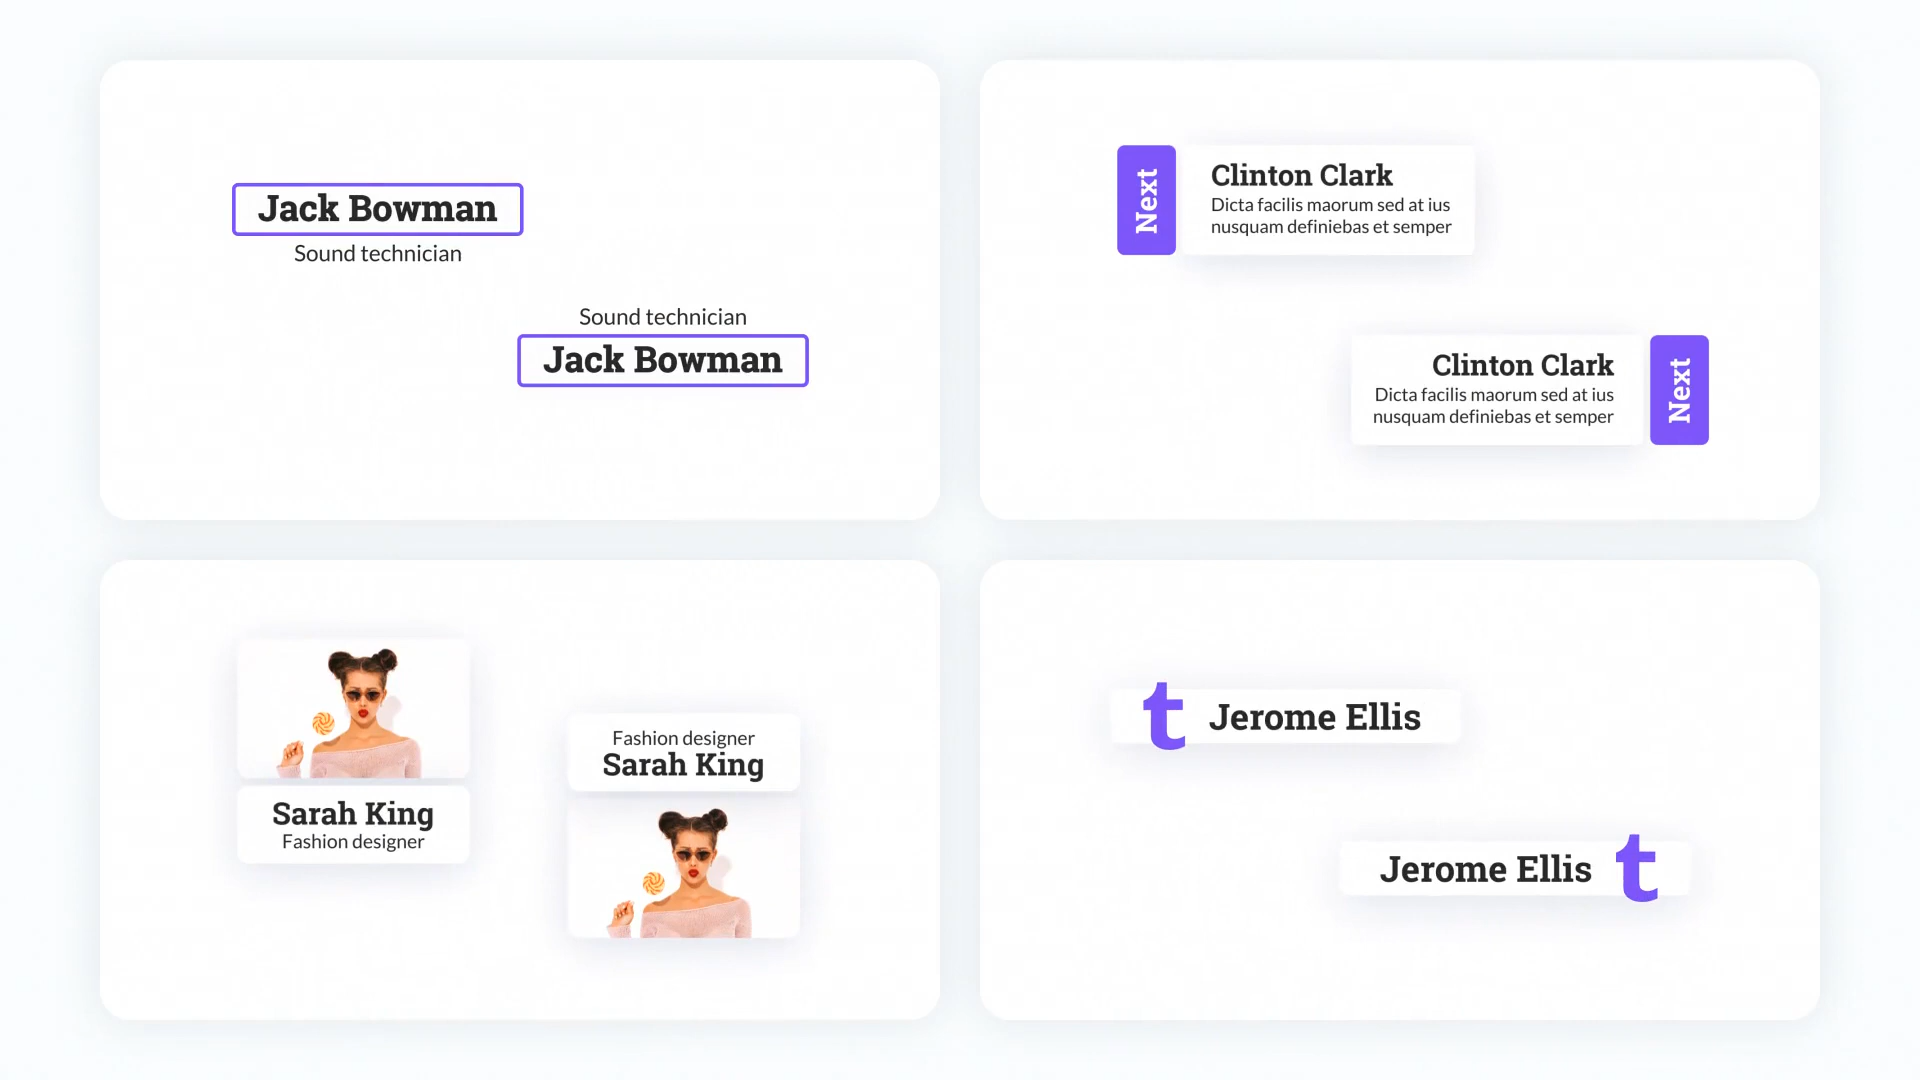 Jack Bowman
Sound technician
Sound technician
Jack Bowman
Next
Clinton Clark
Dicta facilis maorum sed at ius
nusquam definiebas et semper
Clinton Clark
Dicta facilis maorum sed at ius
nusquam definiebas et semper
Next
Sarah King
Fashion designer
Fashion designer
Sarah King
t Jerome Ellis
Jerome Ellis t